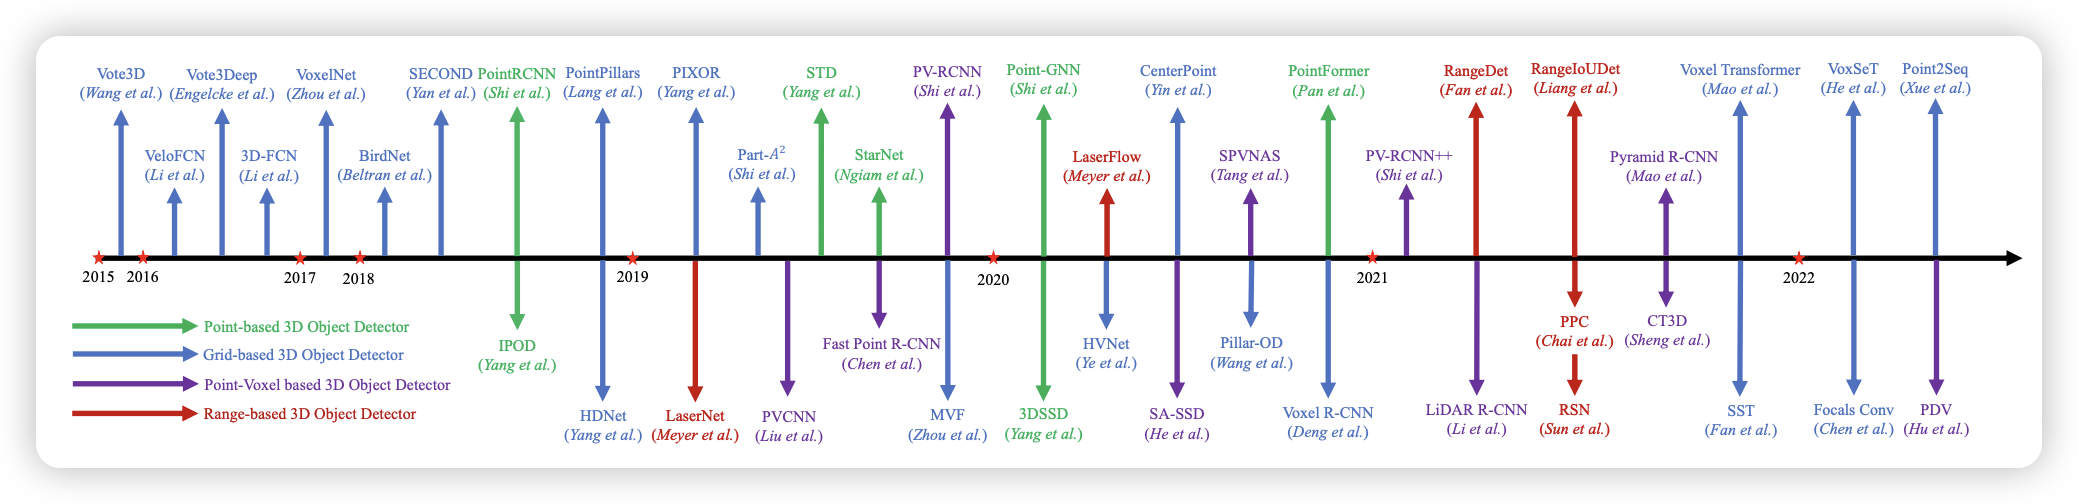 Vote3D
(Wang et al.)
Vote3Deep
(Engelcke et al.)
VoxelNet
(Zhou et al.)
SECOND
(Yan et al.)
PointRCNN
(Shi et al.)
PointPillars
(Lang et al.)
PIXOR
(Yang et al.)
STD
(Yang et al.)
PV-RCNN
(Shi et al.)
Point-GNN
(Shi et al.)
CenterPoint
(Yin et al.)
PointFormer
(Pan et al.)
RangeDet
(Fan et al.)
RangeIoUDet
(Liang et al.)
Voxel Transformer
(Mao et al.)
VoxSeT
(He et al.)
Point2Seq
(Xue et al.)
VeloFCN
(Li et al.)
3D-FCN
(Li et al.)
BirdNet
(Beltran et al.)
Part-A²
(Shi et al.)
StarNet
(Ngiam et al.)
LaserFlow
(Meyer et al.)
SPVNAS
(Tang et al.)
PV-RCNN++
(Shi et al.)
Pyramid R-CNN
(Mao et al.)
2015
2016
2017
2018
2019
2020
2021
2022
Point-based 3D Object Detector
Grid-based 3D Object Detector
Point-Voxel based 3D Object Detector
Range-based 3D Object Detector
IPOD
(Yang et al.)
Fast Point R-CNN
(Chen et al.)
HVNet
(Ye et al.)
Pillar-OD
(Wang et al.)
PPC
(Chai et al.)
CT3D
(Sheng et al.)
HDNet
(Yang et al.)
LaserNet
(Meyer et al.)
PVCNN
(Liu et al.)
MVF
(Zhou et al.)
3DSSD
(Yang et al.)
SA-SSD
(He et al.)
Voxel R-CNN
(Deng et al.)
LiDAR R-CNN
(Li et al.)
RSN
(Sun et al.)
SST
(Fan et al.)
Focals Conv
(Chen et al.)
PDV
(Hu et al.)